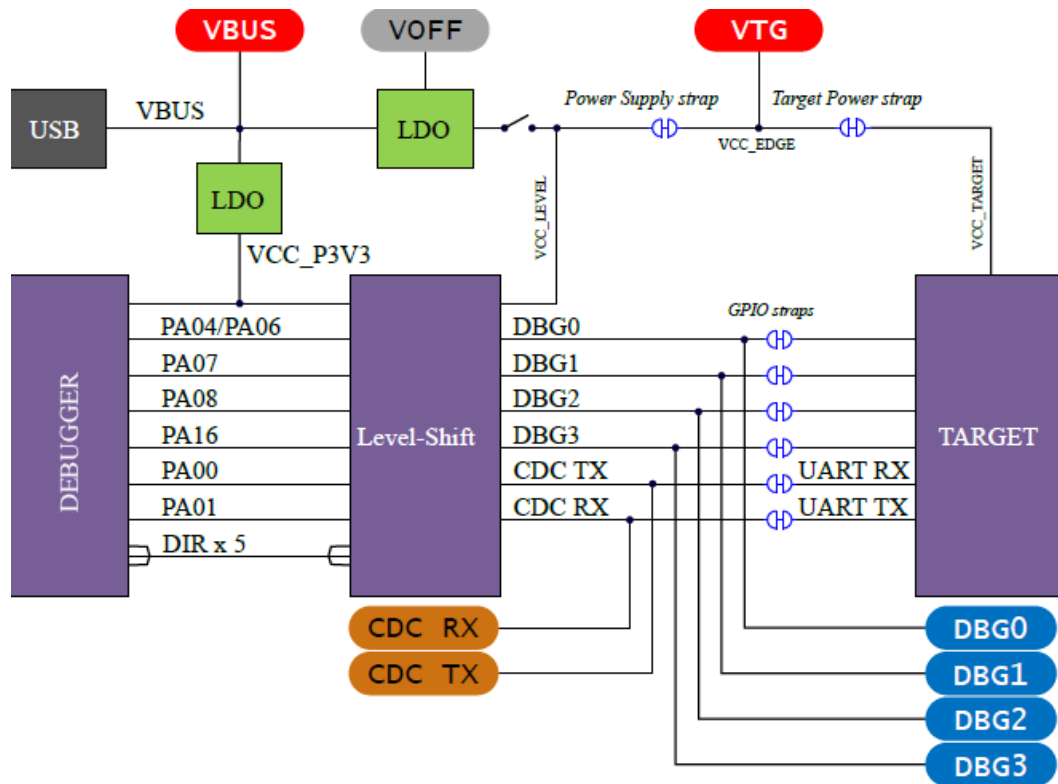 VBUS
VOFF
VTG
USB
VBUS
LDO
Power Supply strap
Target Power strap
VCC_EDGE
LDO
VCC_LEVEL
VCC_TARGET
VCC_P3V3
DEBUGGER
PA04/PA06
PA07
PA08
PA16
PA00
PA01
DIR x 5
Level-Shift
DBG0
DBG1
DBG2
DBG3
CDC TX
CDC RX
GPIO straps
UART RX
UART TX
TARGET
CDC RX
CDC TX
DBG0
DBG1
DBG2
DBG3